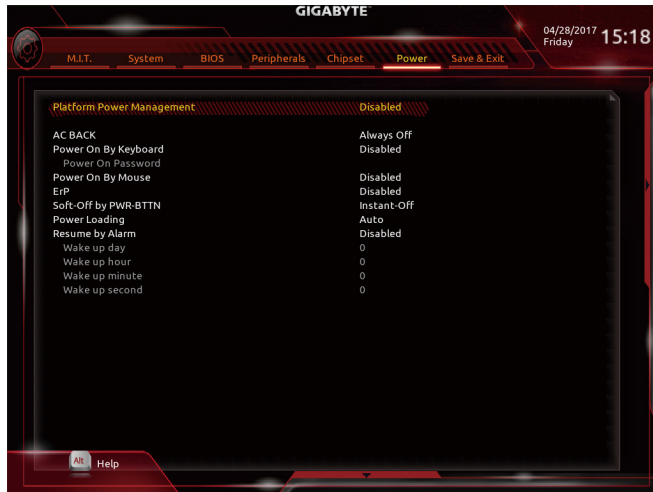 GIGABYTE™
04/28/2017
Friday
15:18
M.I.T. System BIOS Peripherals Chipset Power Save & Exit
Platform Power Management Disabled
AC BACK Always Off
Power On By Keyboard Disabled
Power On Password
Power On By Mouse Disabled
ErP Disabled
Soft-Off by PWR-BTTN Instant-Off
Power Loading Auto
Resume by Alarm Disabled
Wake up day 0
Wake up hour 0
Wake up minute 0
Wake up second 0
Alt Help